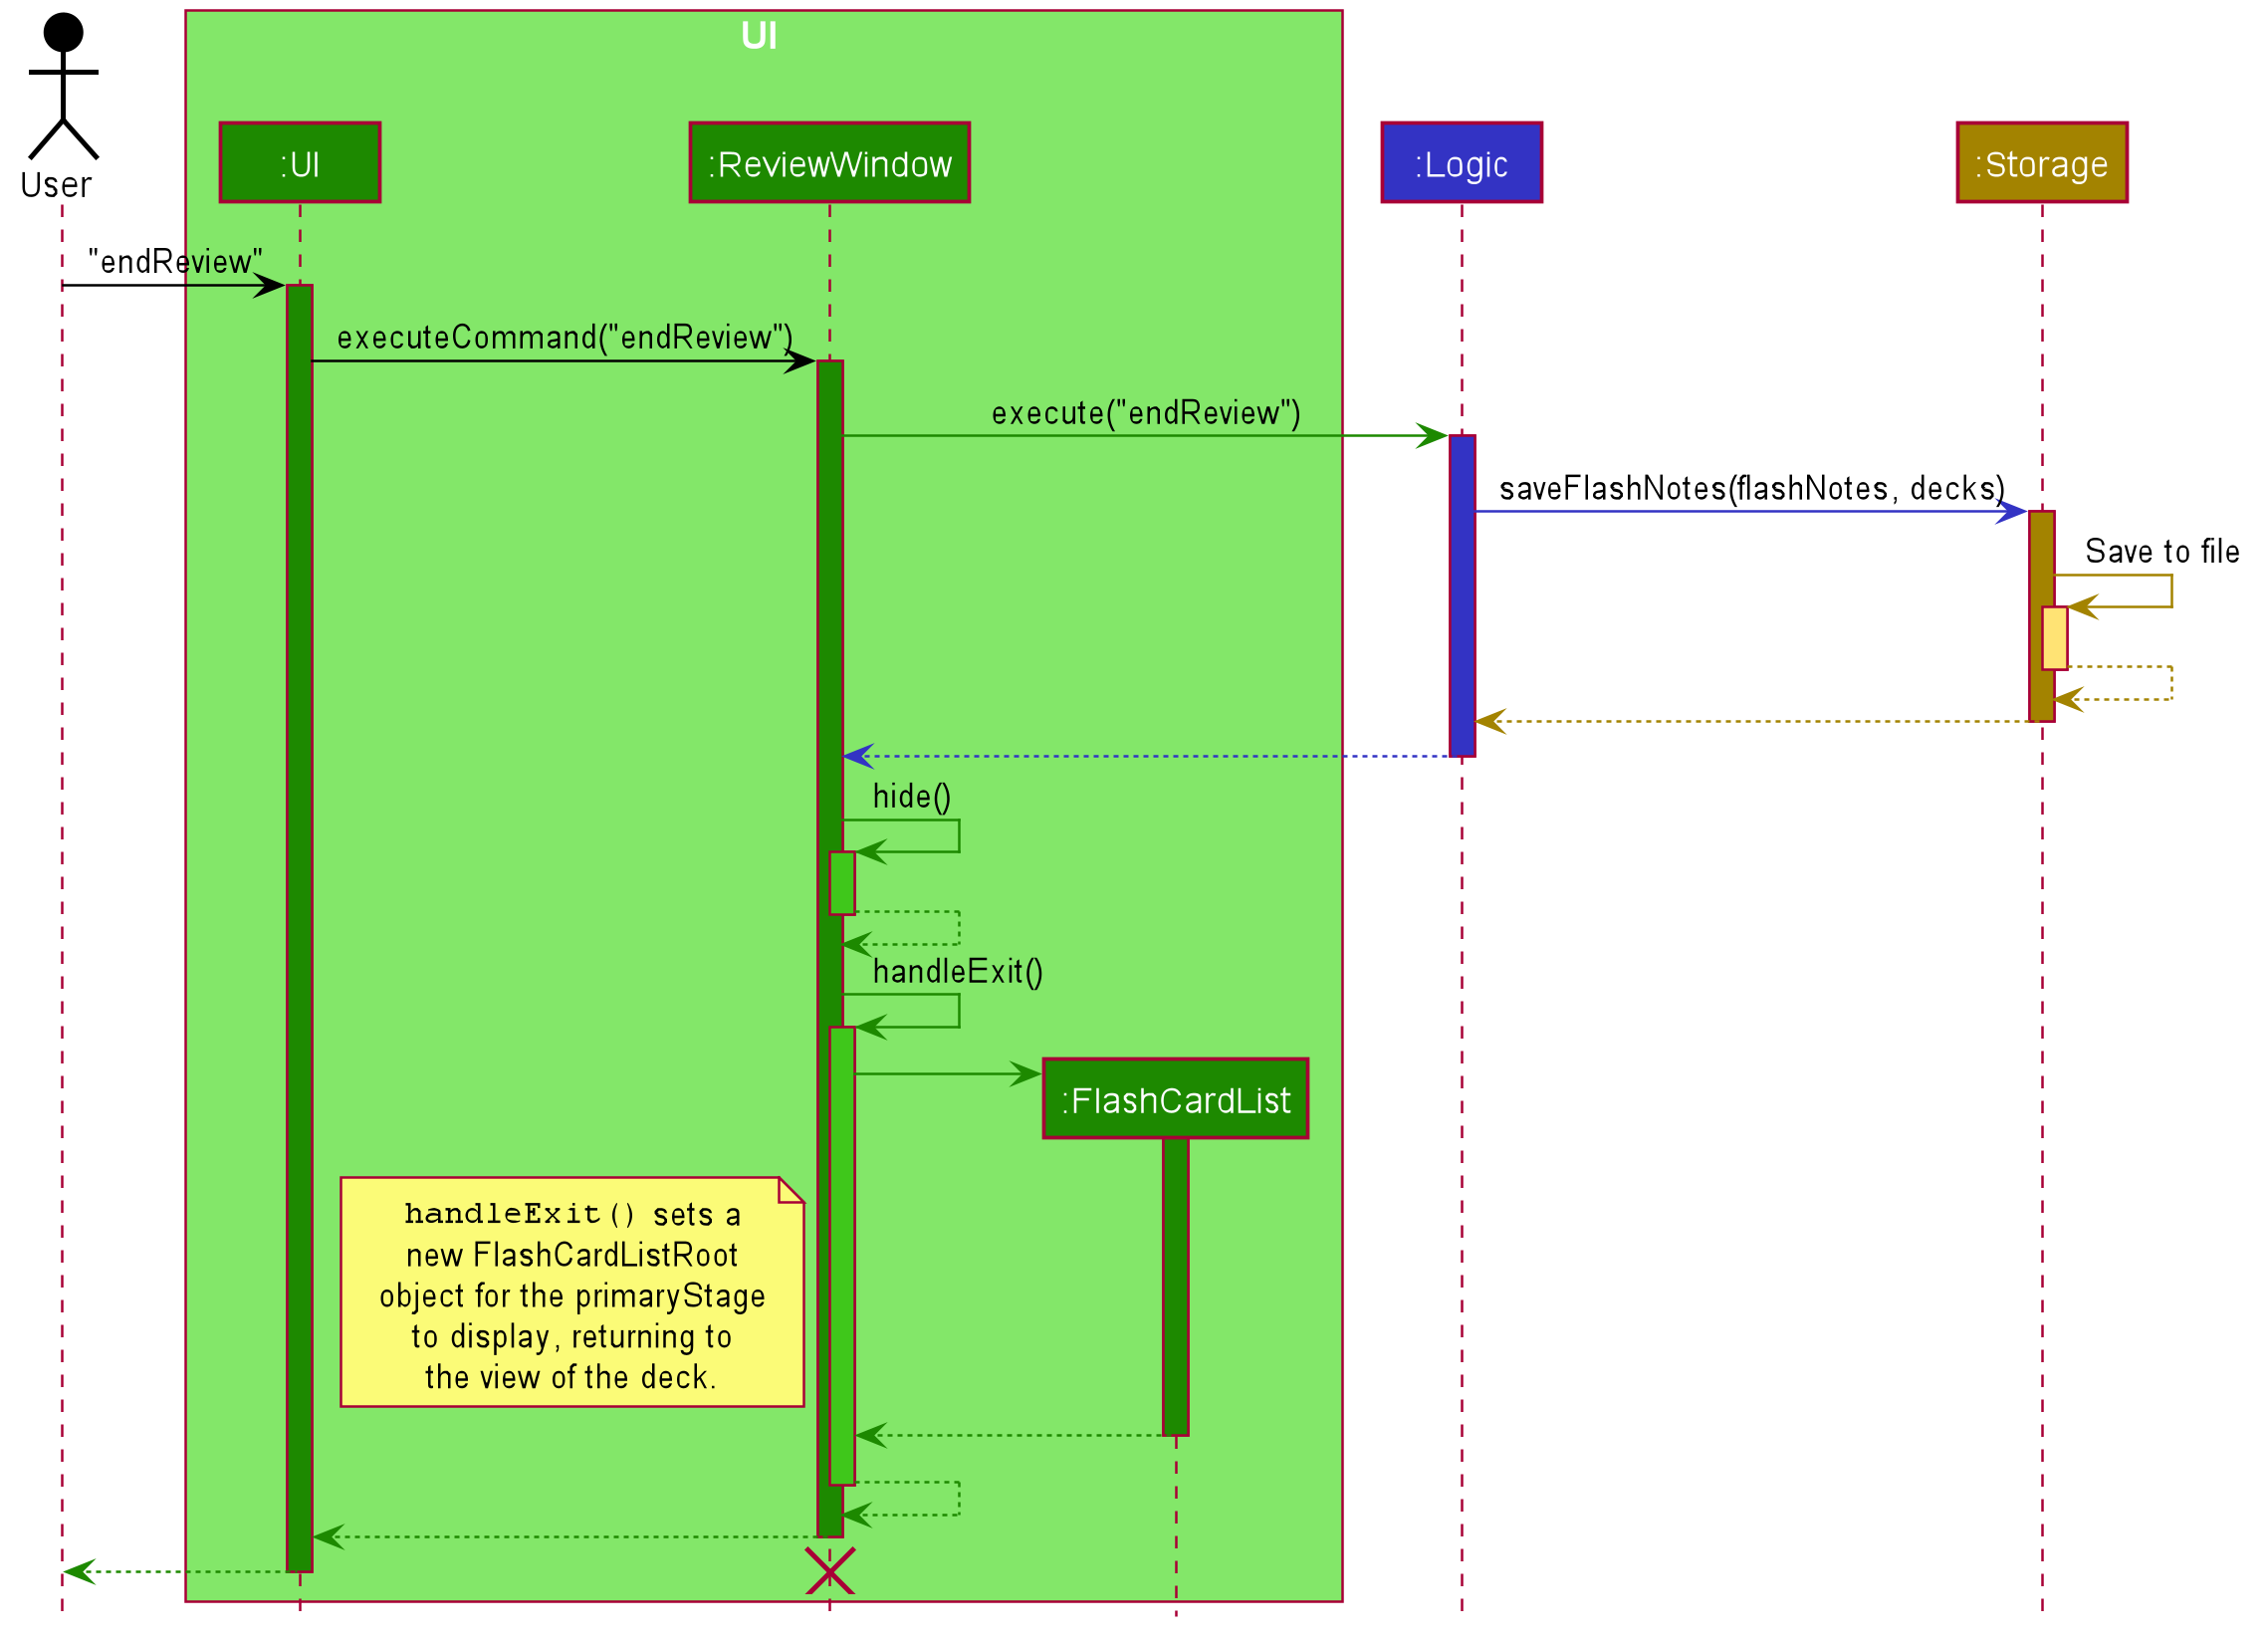 UI
User
:UI
:ReviewWindow
:Logic
:Storage
"endReview"
executeCommand("endReview")
execute("endReview")
saveFlashNotes(flashNotes, decks)
Save to file
hide()
handleExit()
:FlashCardList
handleExit() sets a
new FlashCardListRoot
object for the primaryStage
to display, returning to
the view of the deck.